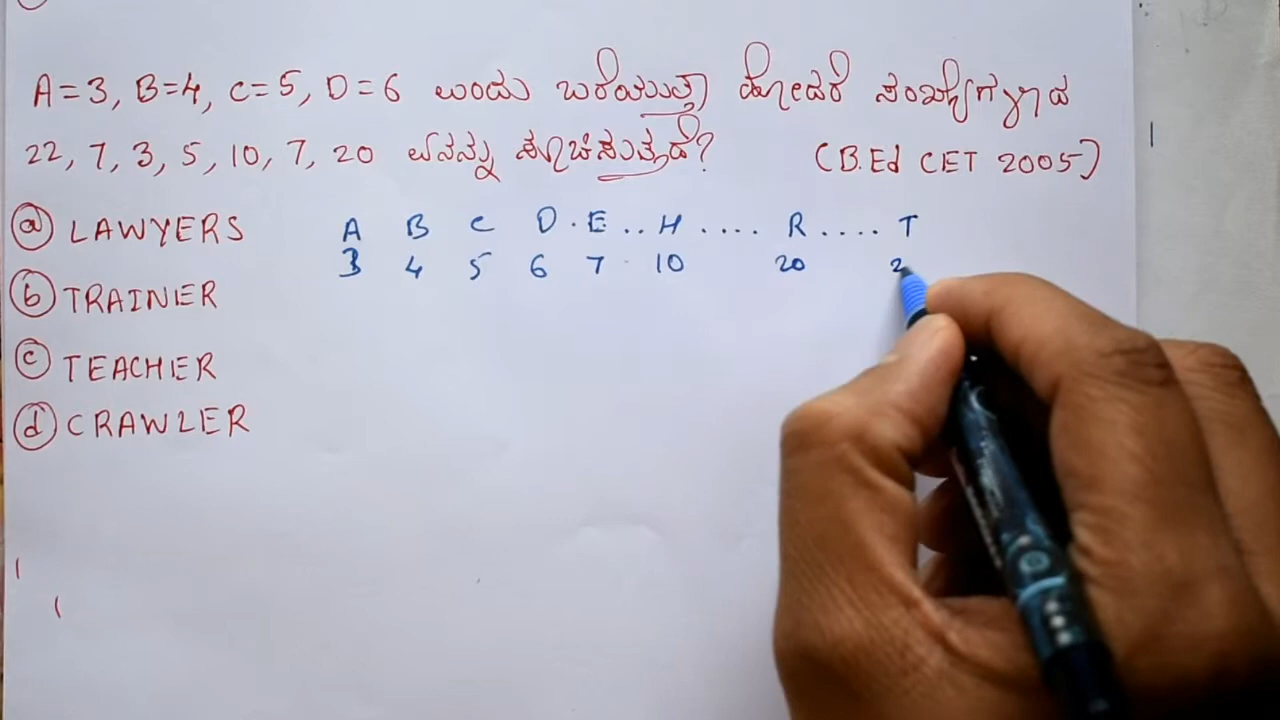 A=3, B=4, C=5, D=6 ಎಂದು ಬರೆಯುತ್ತಾ ಹೋದರೆ ಸಂಖ್ಯೆಗಳಾದ
22, 7, 3, 5, 10, 7, 20 ಏನನ್ನು ಸೂಚಿಸುತ್ತದೆ? (B.Ed CET 2005)
ⓐ LAWYERS A B C D . E .. H .... R .... T
3 4 5 6 7 10 20 2
ⓑ TRAINER
ⓒ TEACHER
ⓓ CRAWLER